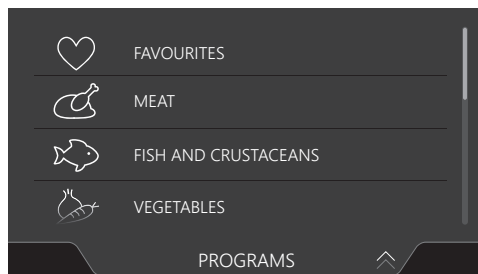 FAVOURITES
MEAT
FISH AND CRUSTACEANS
VEGETABLES
PROGRAMS